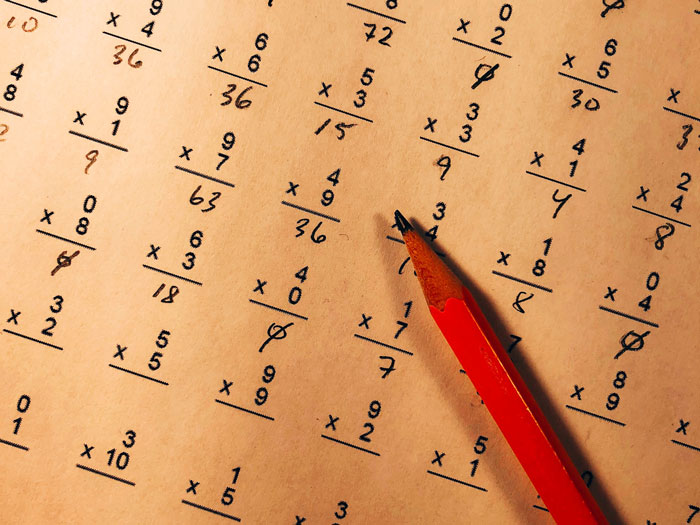 8 0 6
x 2 x 5 x
72 0 30
9 6 5 3 4 2
x 4 x 6 x 3 x 3 x 1 x 4
10 36 36 15 9 4 8
4 9 9 4 3 1 0
8 x 1 x 7 x 9 x 4 x 8 x 4
9 63 36 8 0
0 6 4 1 7 8
x 8 x 3 x 0 x 7 x 9 x
0 18 0 7
3 5 9 9 5 0
x 2 x 5 x 9 x 2 x 1
0 3 1 3
1 x 10 x 5 x